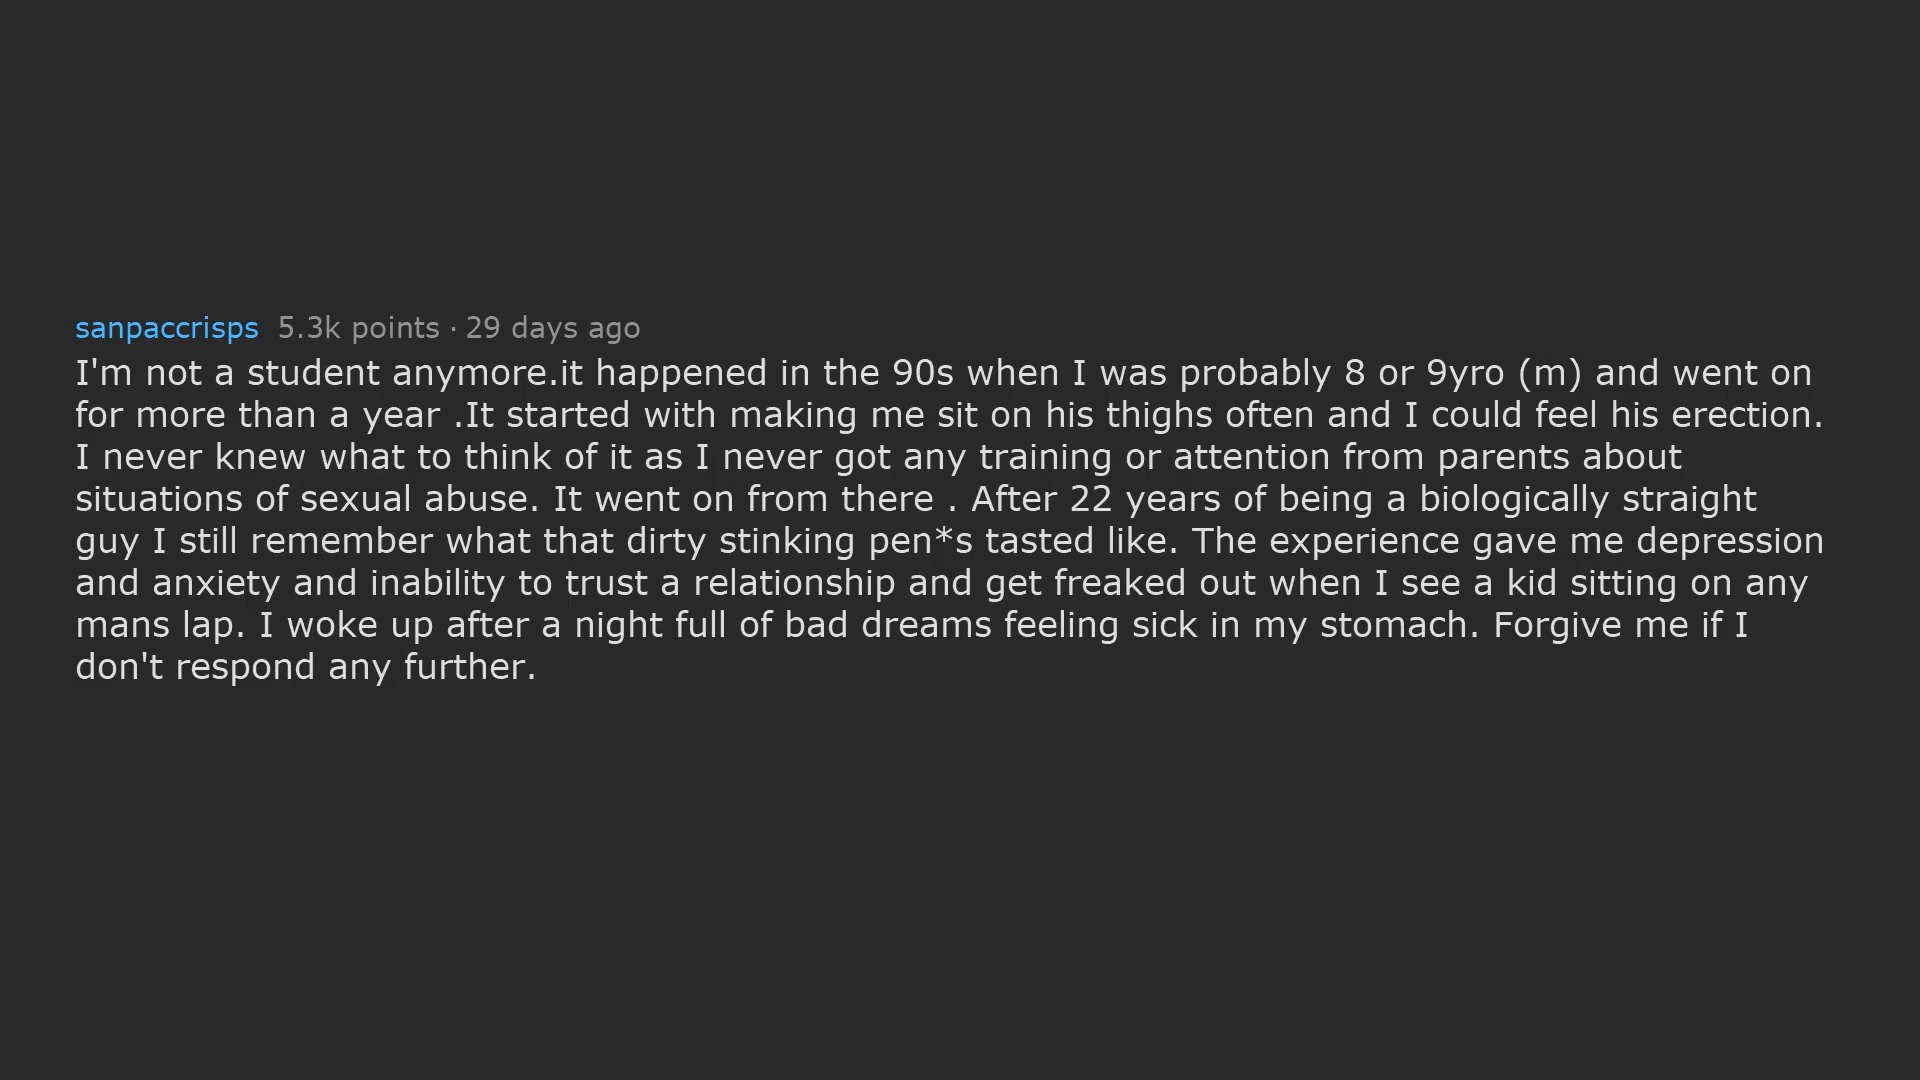 sanpaccrisps 5.3k points · 29 days ago
I'm not a student anymore.it happened in the 90s when I was probably 8 or 9yro (m) and went on
for more than a year .It started with making me sit on his thighs often and I could feel his erection.
I never knew what to think of it as I never got any training or attention from parents about
situations of sexual abuse. It went on from there . After 22 years of being a biologically straight
guy I still remember what that dirty stinking pen*s tasted like. The experience gave me depression
and anxiety and inability to trust a relationship and get freaked out when I see a kid sitting on any
mans lap. I woke up after a night full of bad dreams feeling sick in my stomach. Forgive me if I
don't respond any further.